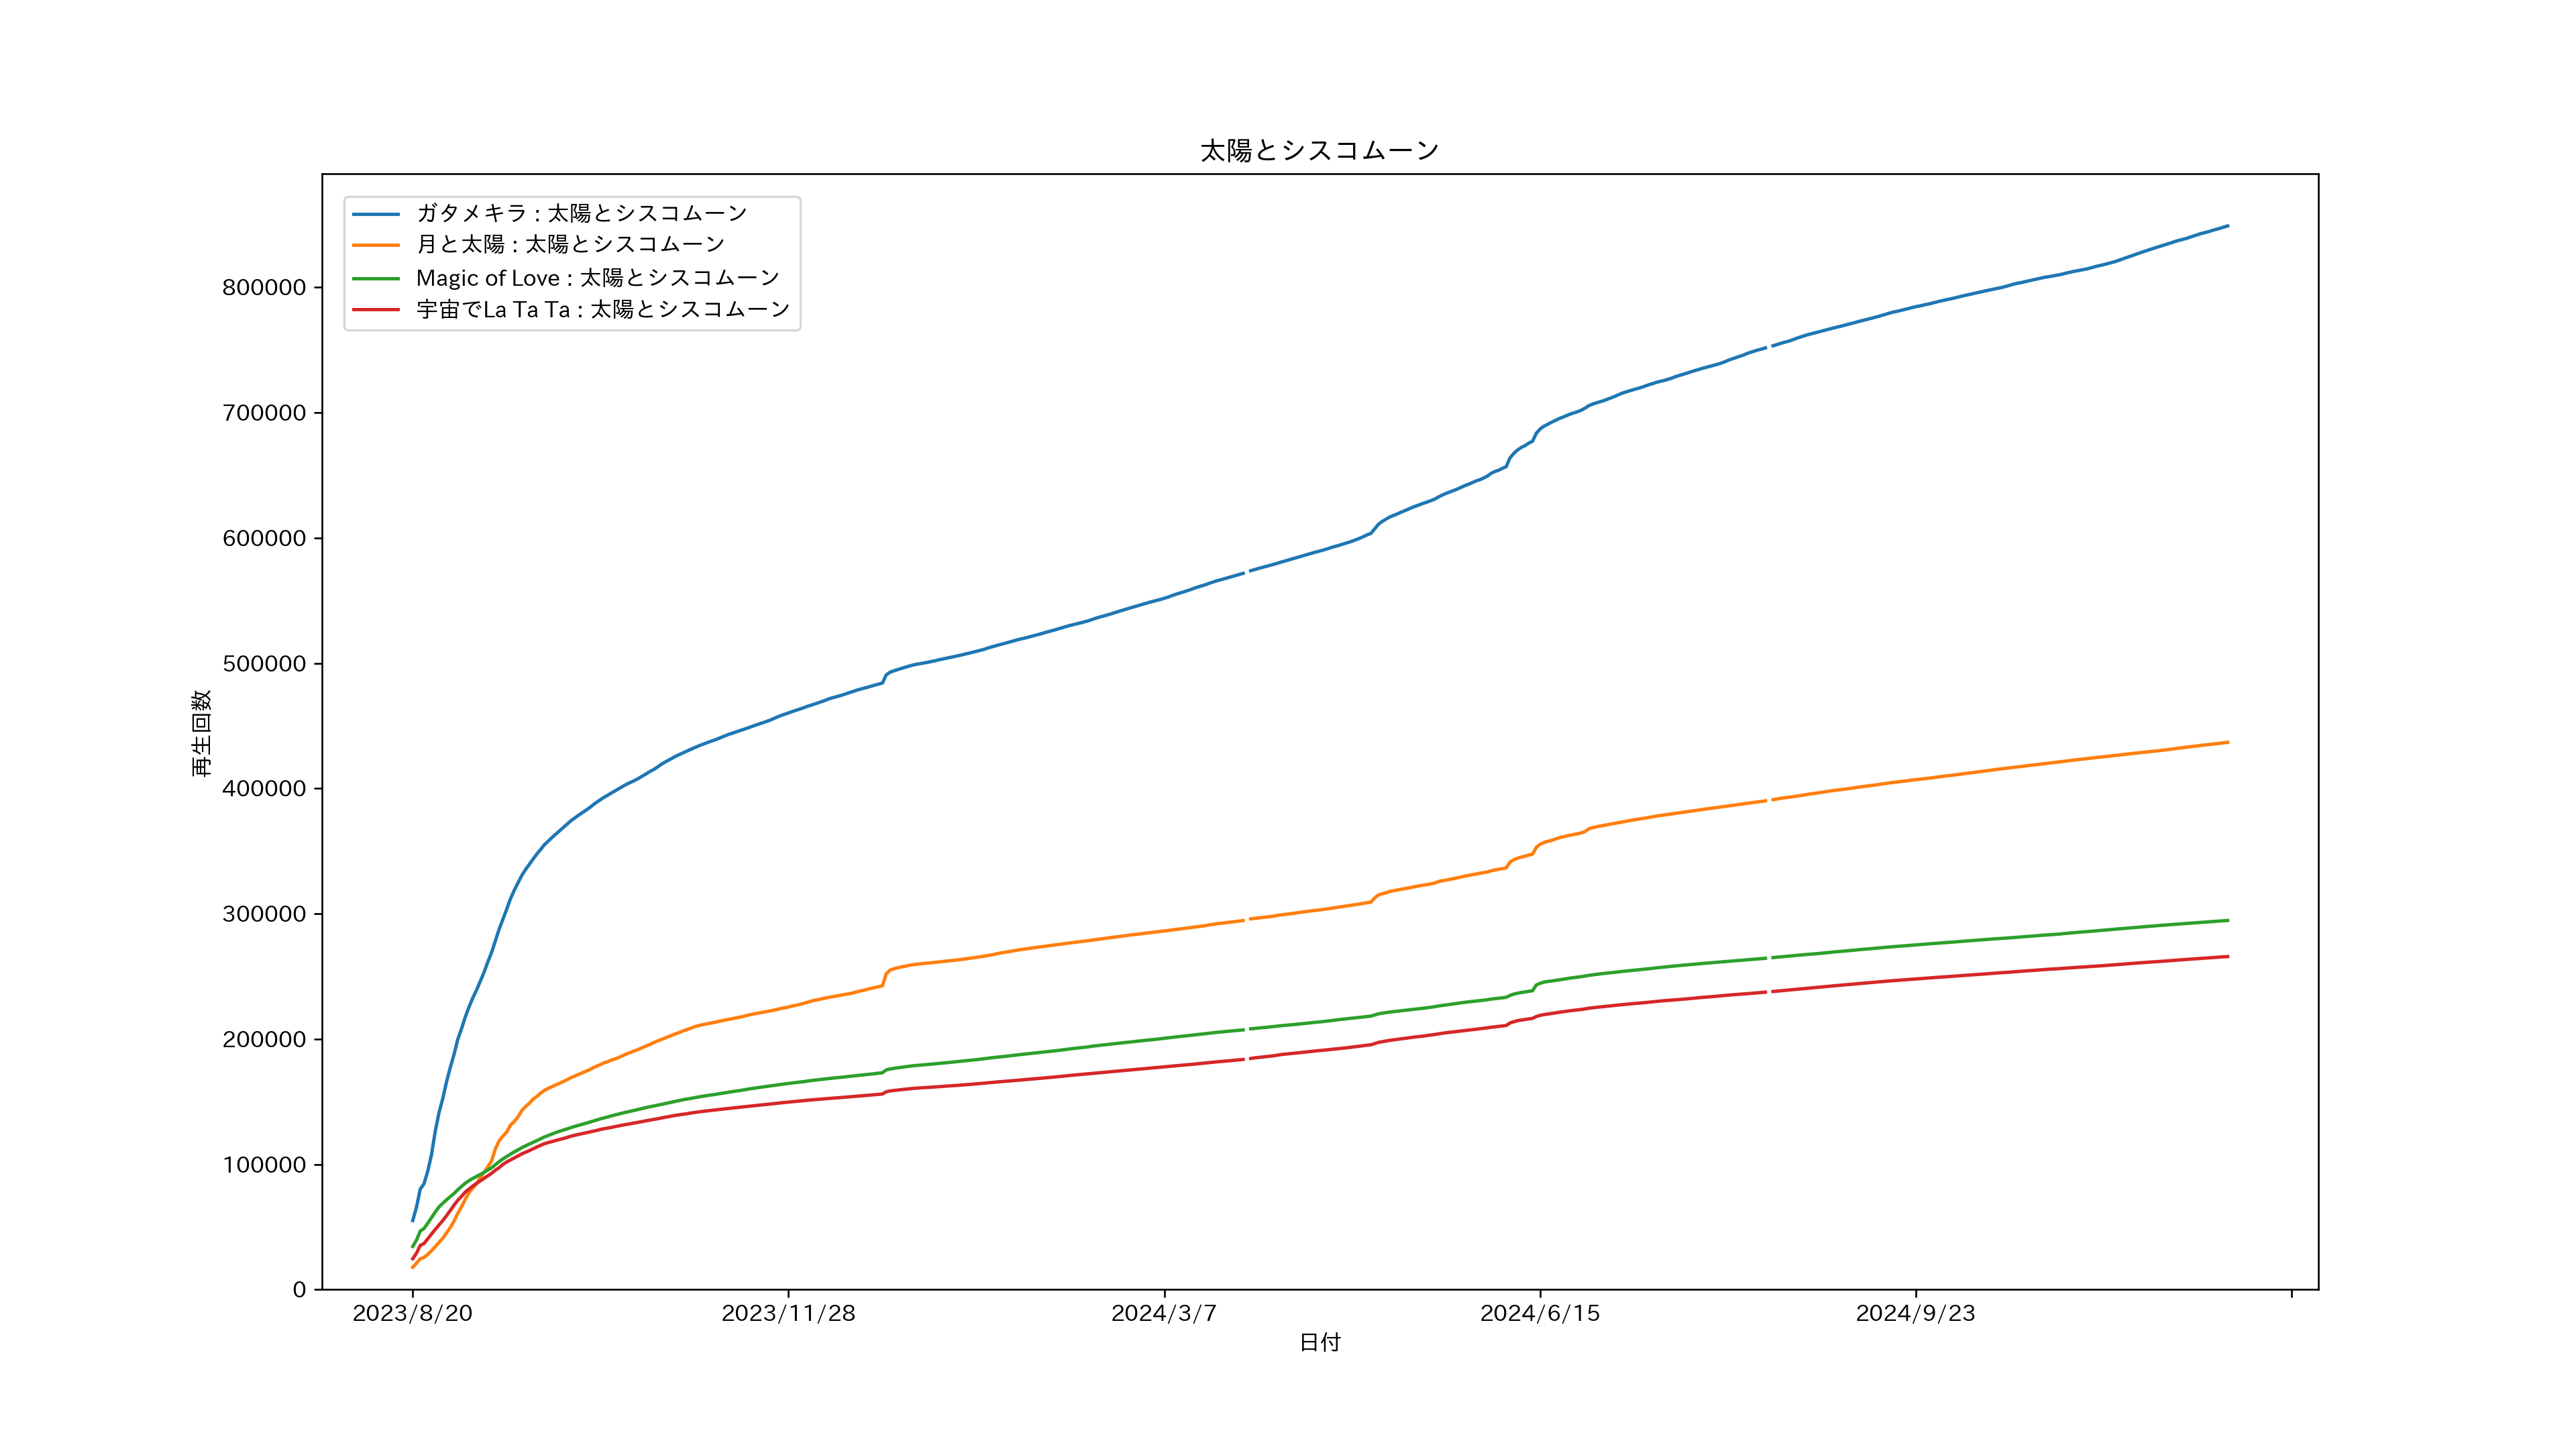 太陽とシスコムーン
ガタメキラ : 太陽とシスコムーン
月と太陽 : 太陽とシスコムーン
Magic of Love : 太陽とシスコムーン
宇宙でLa Ta Ta : 太陽とシスコムーン
再生回数
800000
700000
600000
500000
400000
300000
200000
100000
0
2023/8/20 2023/11/28 2024/3/7 2024/6/15 2024/9/23
日付